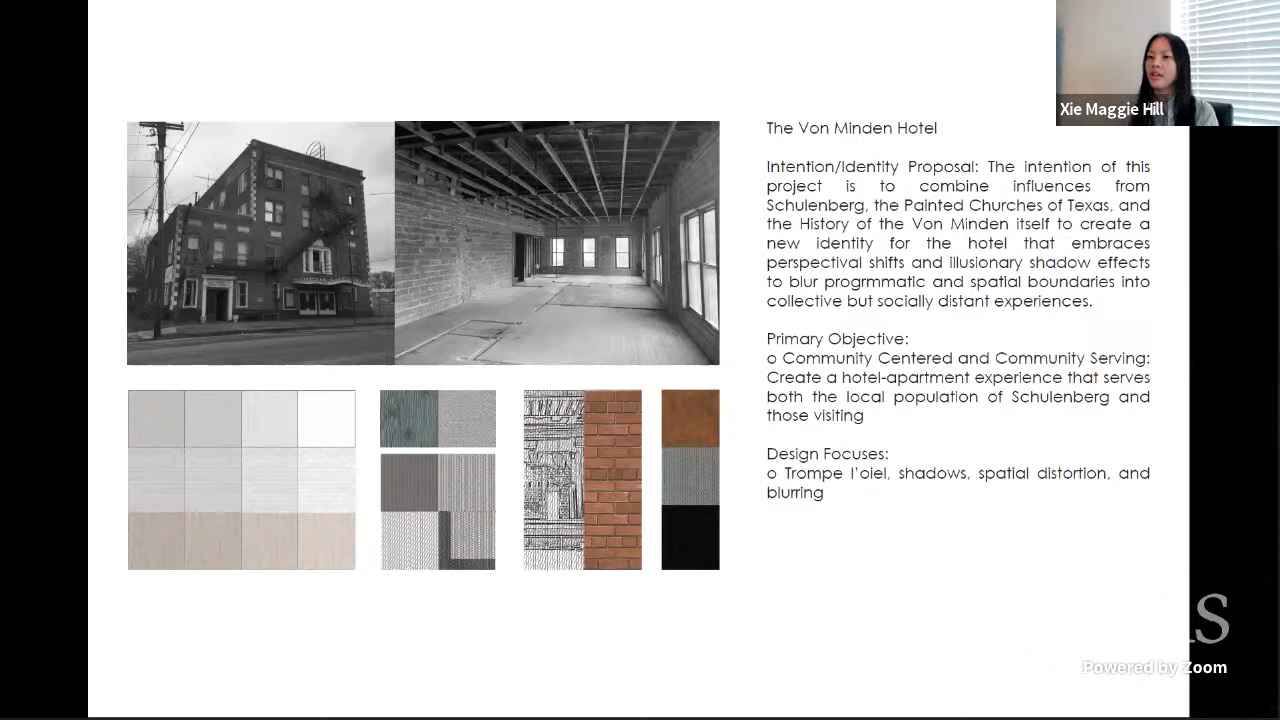 Xie Maggie Hill
The Von Minden Hotel
Intention/Identity Proposal: The intention of this
project is to combine influences from
Schulenberg, the Painted Churches of Texas, and
the History of the Von Minden itself to create a
new identity for the hotel that embraces
perspectival shifts and illusionary shadow effects
to blur progrmmatic and spatial boundaries into
collective but socially distant experiences.
Primary Objective:
o Community Centered and Community Serving:
Create a hotel-apartment experience that serves
both the local population of Schulenberg and
those visiting
Design Focuses:
o Trompe l'oiel, shadows, spatial distortion, and
blurring
Powered by Zoom